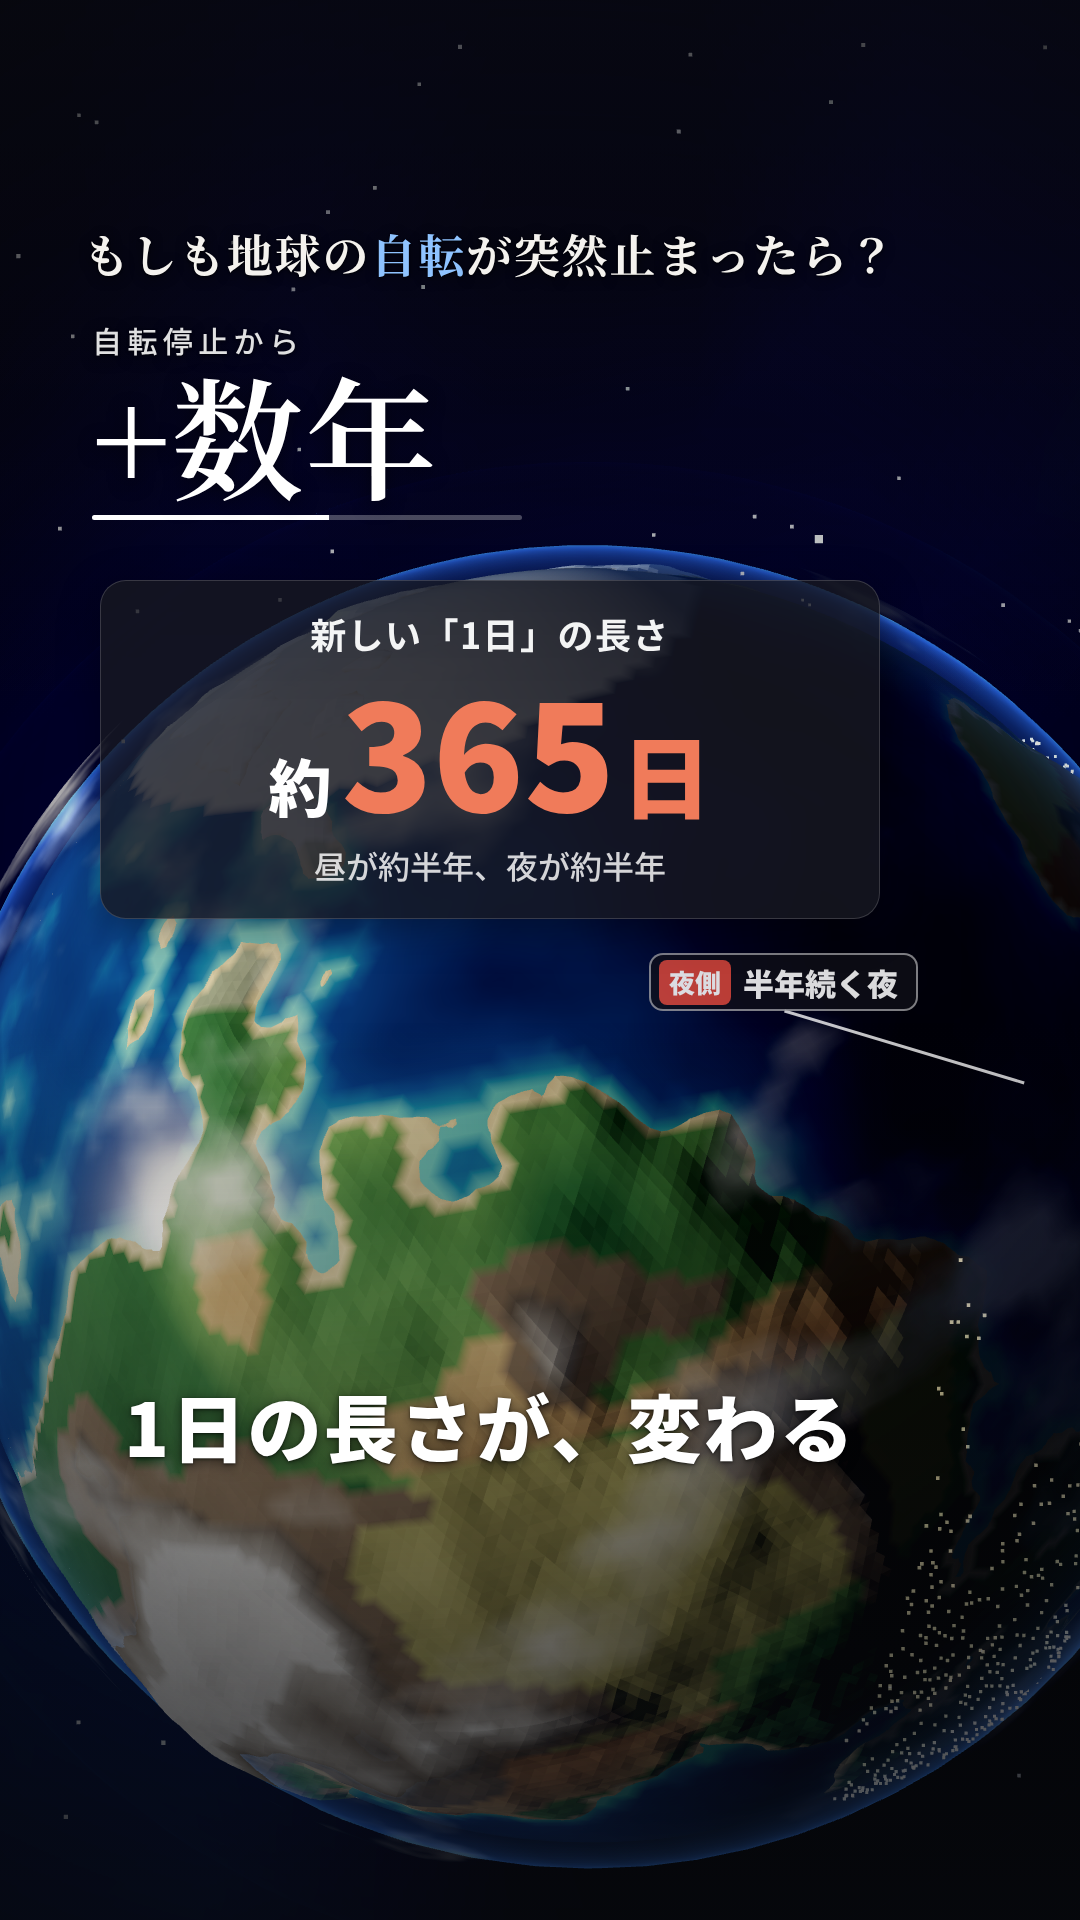 もしも地球の自転が突然止まったら？
自転停止から
+数年
新しい「1日」の長さ
約365日
昼が約半年、夜が約半年
夜側 半年続く夜
1日の長さが、変わる